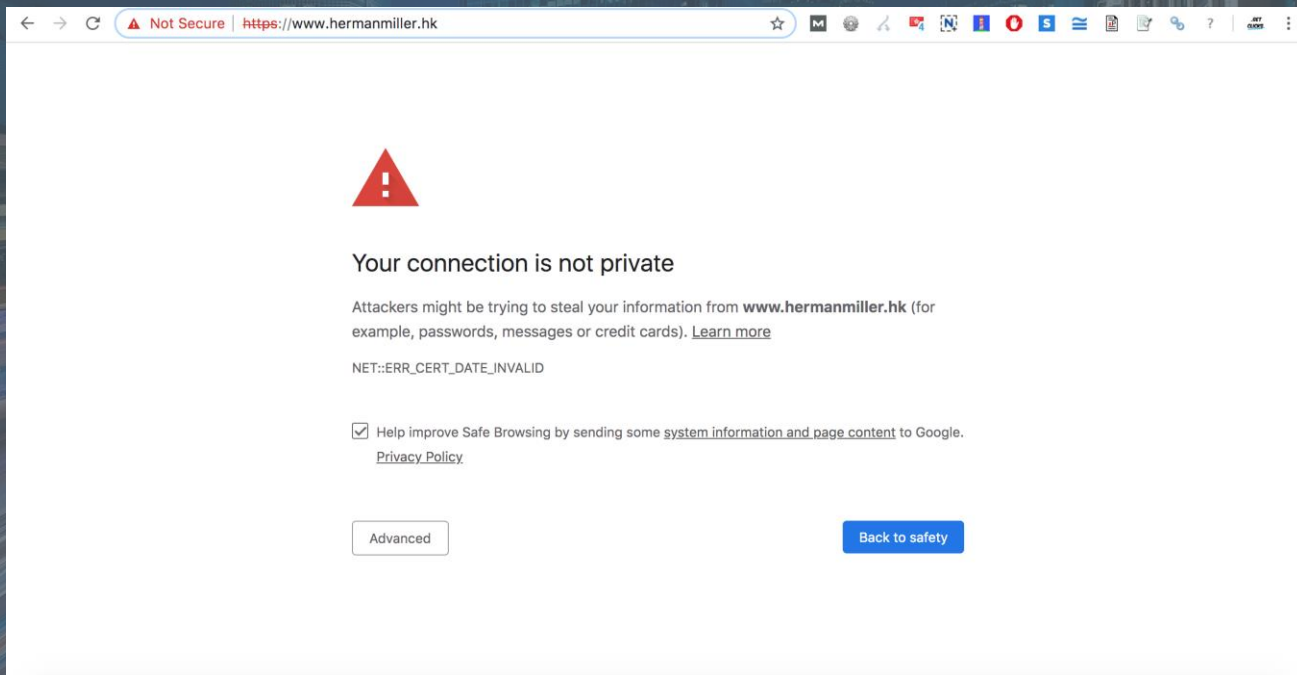 Not Secure | https://www.hermanmiller.hk
Your connection is not private
Attackers might be trying to steal your information from www.hermanmiller.hk (for
example, passwords, messages or credit cards). Learn more
NET::ERR_CERT_DATE_INVALID
Help improve Safe Browsing by sending some system information and page content to Google.
Privacy Policy
Advanced
Back to safety